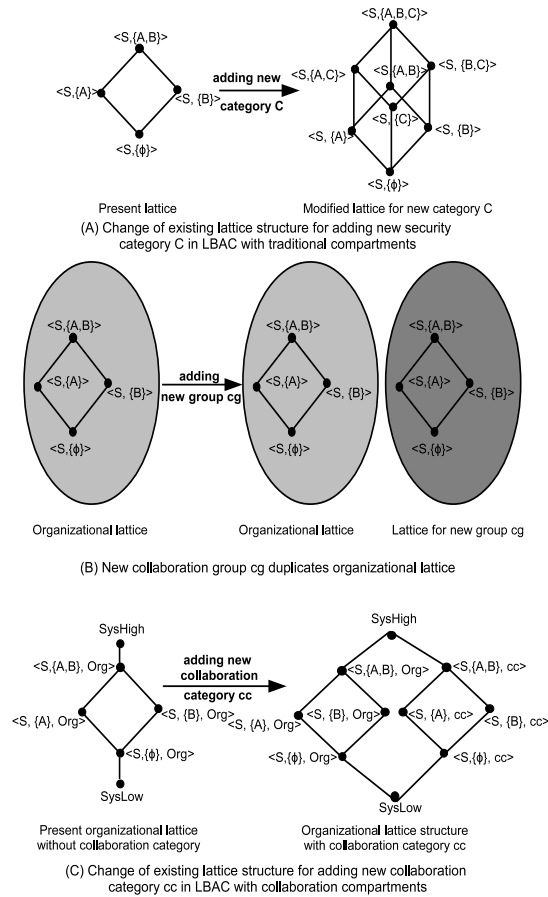 <S,{A,B}>
<S,{A}>
<S, {B}>
<S,{ϕ}>
adding new
category C
<S,{A,B,C}>
<S,{A,C}>
<S,{A,B}>
<S, {B,C}>
<S, {C}>
<S, {A}>
<S, {B}>
<S,{ϕ}>
Present lattice
Modified lattice for new category C
(A) Change of existing lattice structure for adding new security
category C in LBAC with traditional compartments
<S,{A,B}>
<S,{A}>
<S, {B}>
<S,{ϕ}>
adding
new group cg
<S,{A,B}>
<S,{A}>
<S, {B}>
<S,{ϕ}>
<S,{A,B}>
<S,{A}>
<S, {B}>
<S,{ϕ}>
Organizational lattice
Organizational lattice
Lattice for new group cg
(B) New collaboration group cg duplicates organizational lattice
SysHigh
<S,{A,B}, Org>
<S, {A}, Org>
<S, {B}, Org>
<S,{ϕ}, Org>
SysLow
adding new
collaboration
category cc
SysHigh
<S,{A,B}, Org>
<S,{A,B}, cc>
<S, {A}, Org>
<S, {B}, Org>
<S, {A}, cc>
<S, {B}, cc>
<S,{ϕ}, Org>
<S,{ϕ}, cc>
SysLow
Present organizational lattice
without collaboration category
Organizational lattice structure
with collaboration category cc
(C) Change of existing lattice structure for adding new collaboration
category cc in LBAC with collaboration compartments